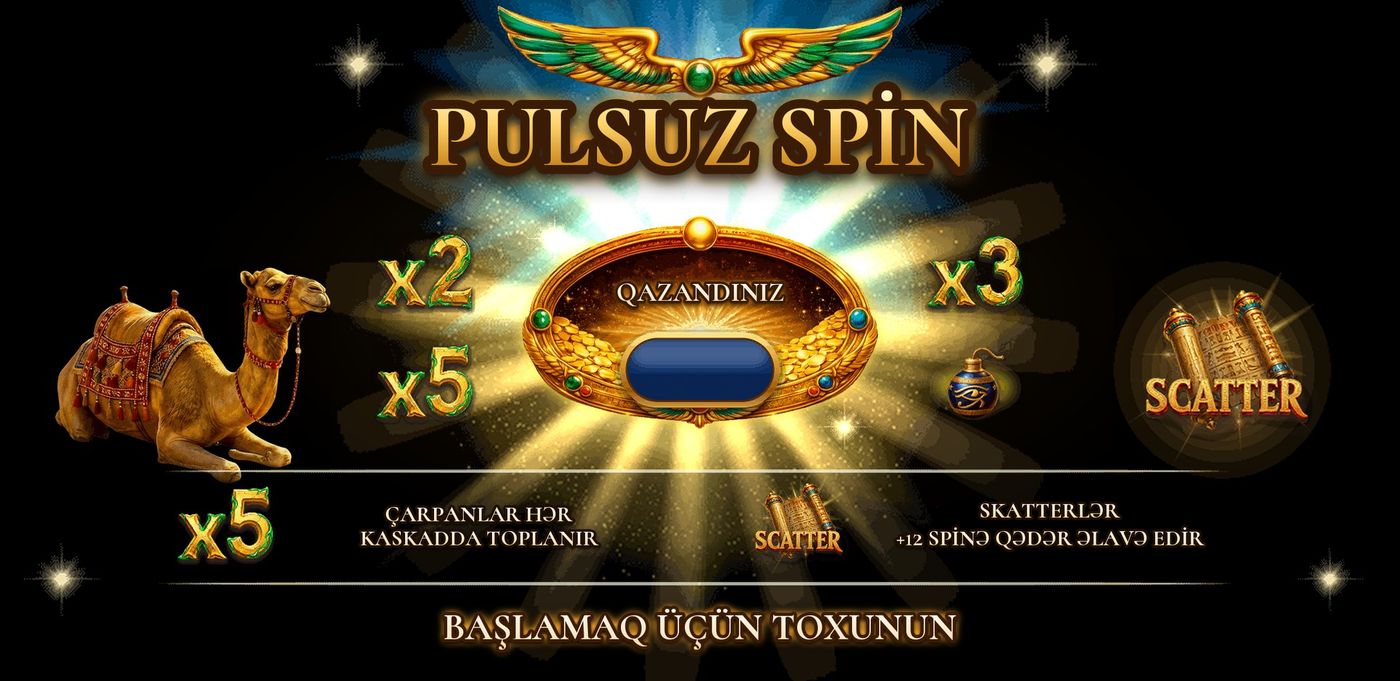 PULSUZ SPİN
x2
x3
QAZANDINIZ
x5
SCATTER
x5
ÇARPANLAR HƏR
KASKADDA TOPLANIR
SCATTER
SKATTERLƏR
+12 SPİNƏ QƏDƏR ƏLAVƏ EDİR
BAŞLAMAQ ÜÇÜN TOXUNUN